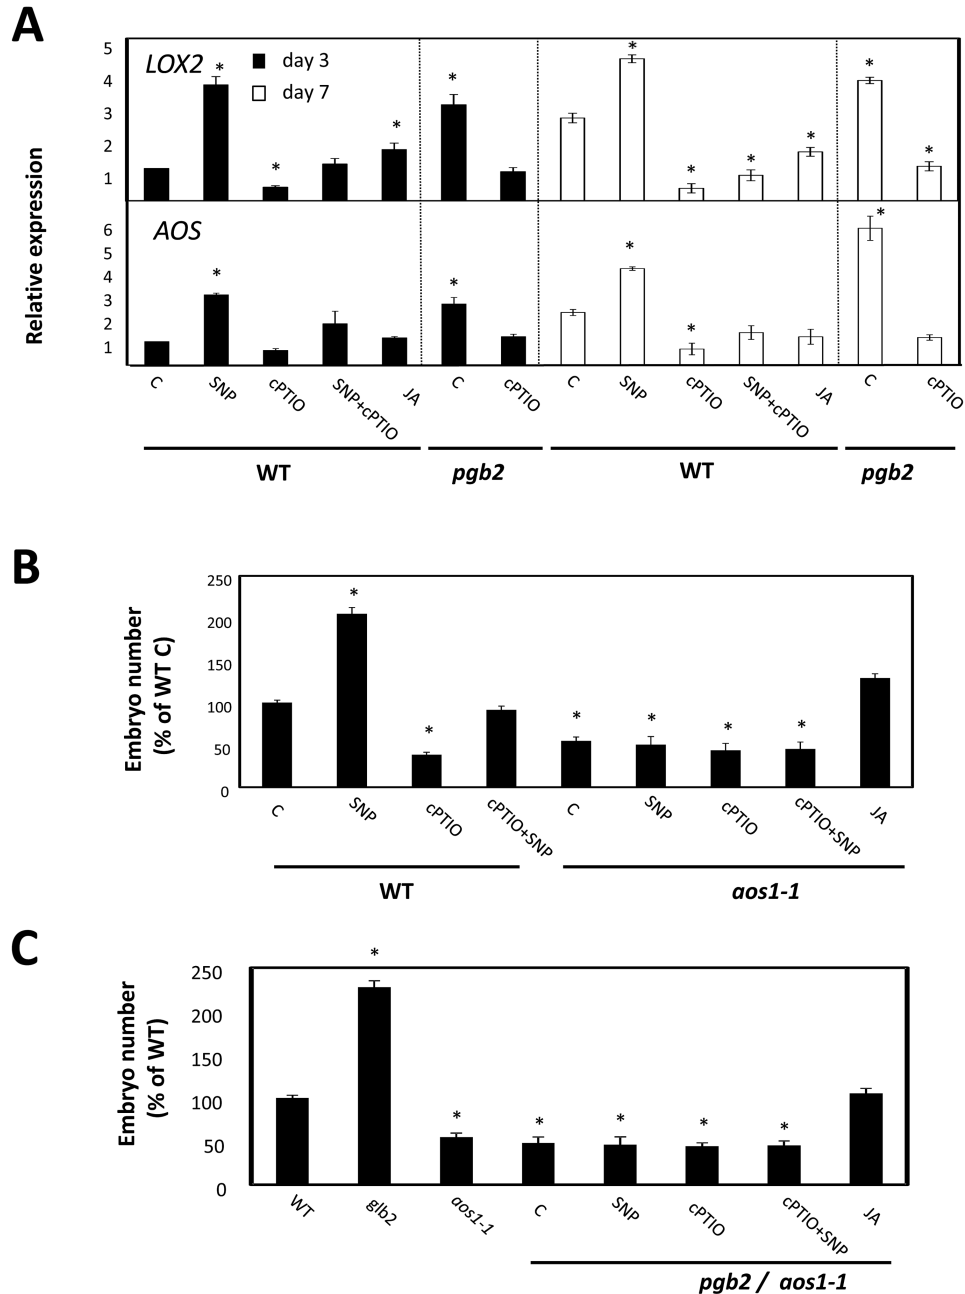 A
LOX2 * day 3 * * *
day 7
* * * * * *
5
4
3
2
1
AOS
* * * * *
6
5
4
3
2
1
Relative expression
C SNP cPTIO SNP+cPTIO JA C cPTIO C SNP cPTIO SNP+cPTIO JA C cPTIO
WT pgb2 WT pgb2
B
Embryo number
(% of WT C)
250
200
150
100
50
0
* * * * * *
C SNP cPTIO cPTIO+SNP C SNP cPTIO cPTIO+SNP JA
WT aos1-1
C
Embryo number
(% of WT)
250
200
150
100
50
0
* * * * * *
WT glb2 aos1-1 C SNP cPTIO cPTIO+SNP JA
pgb2 / aos1-1